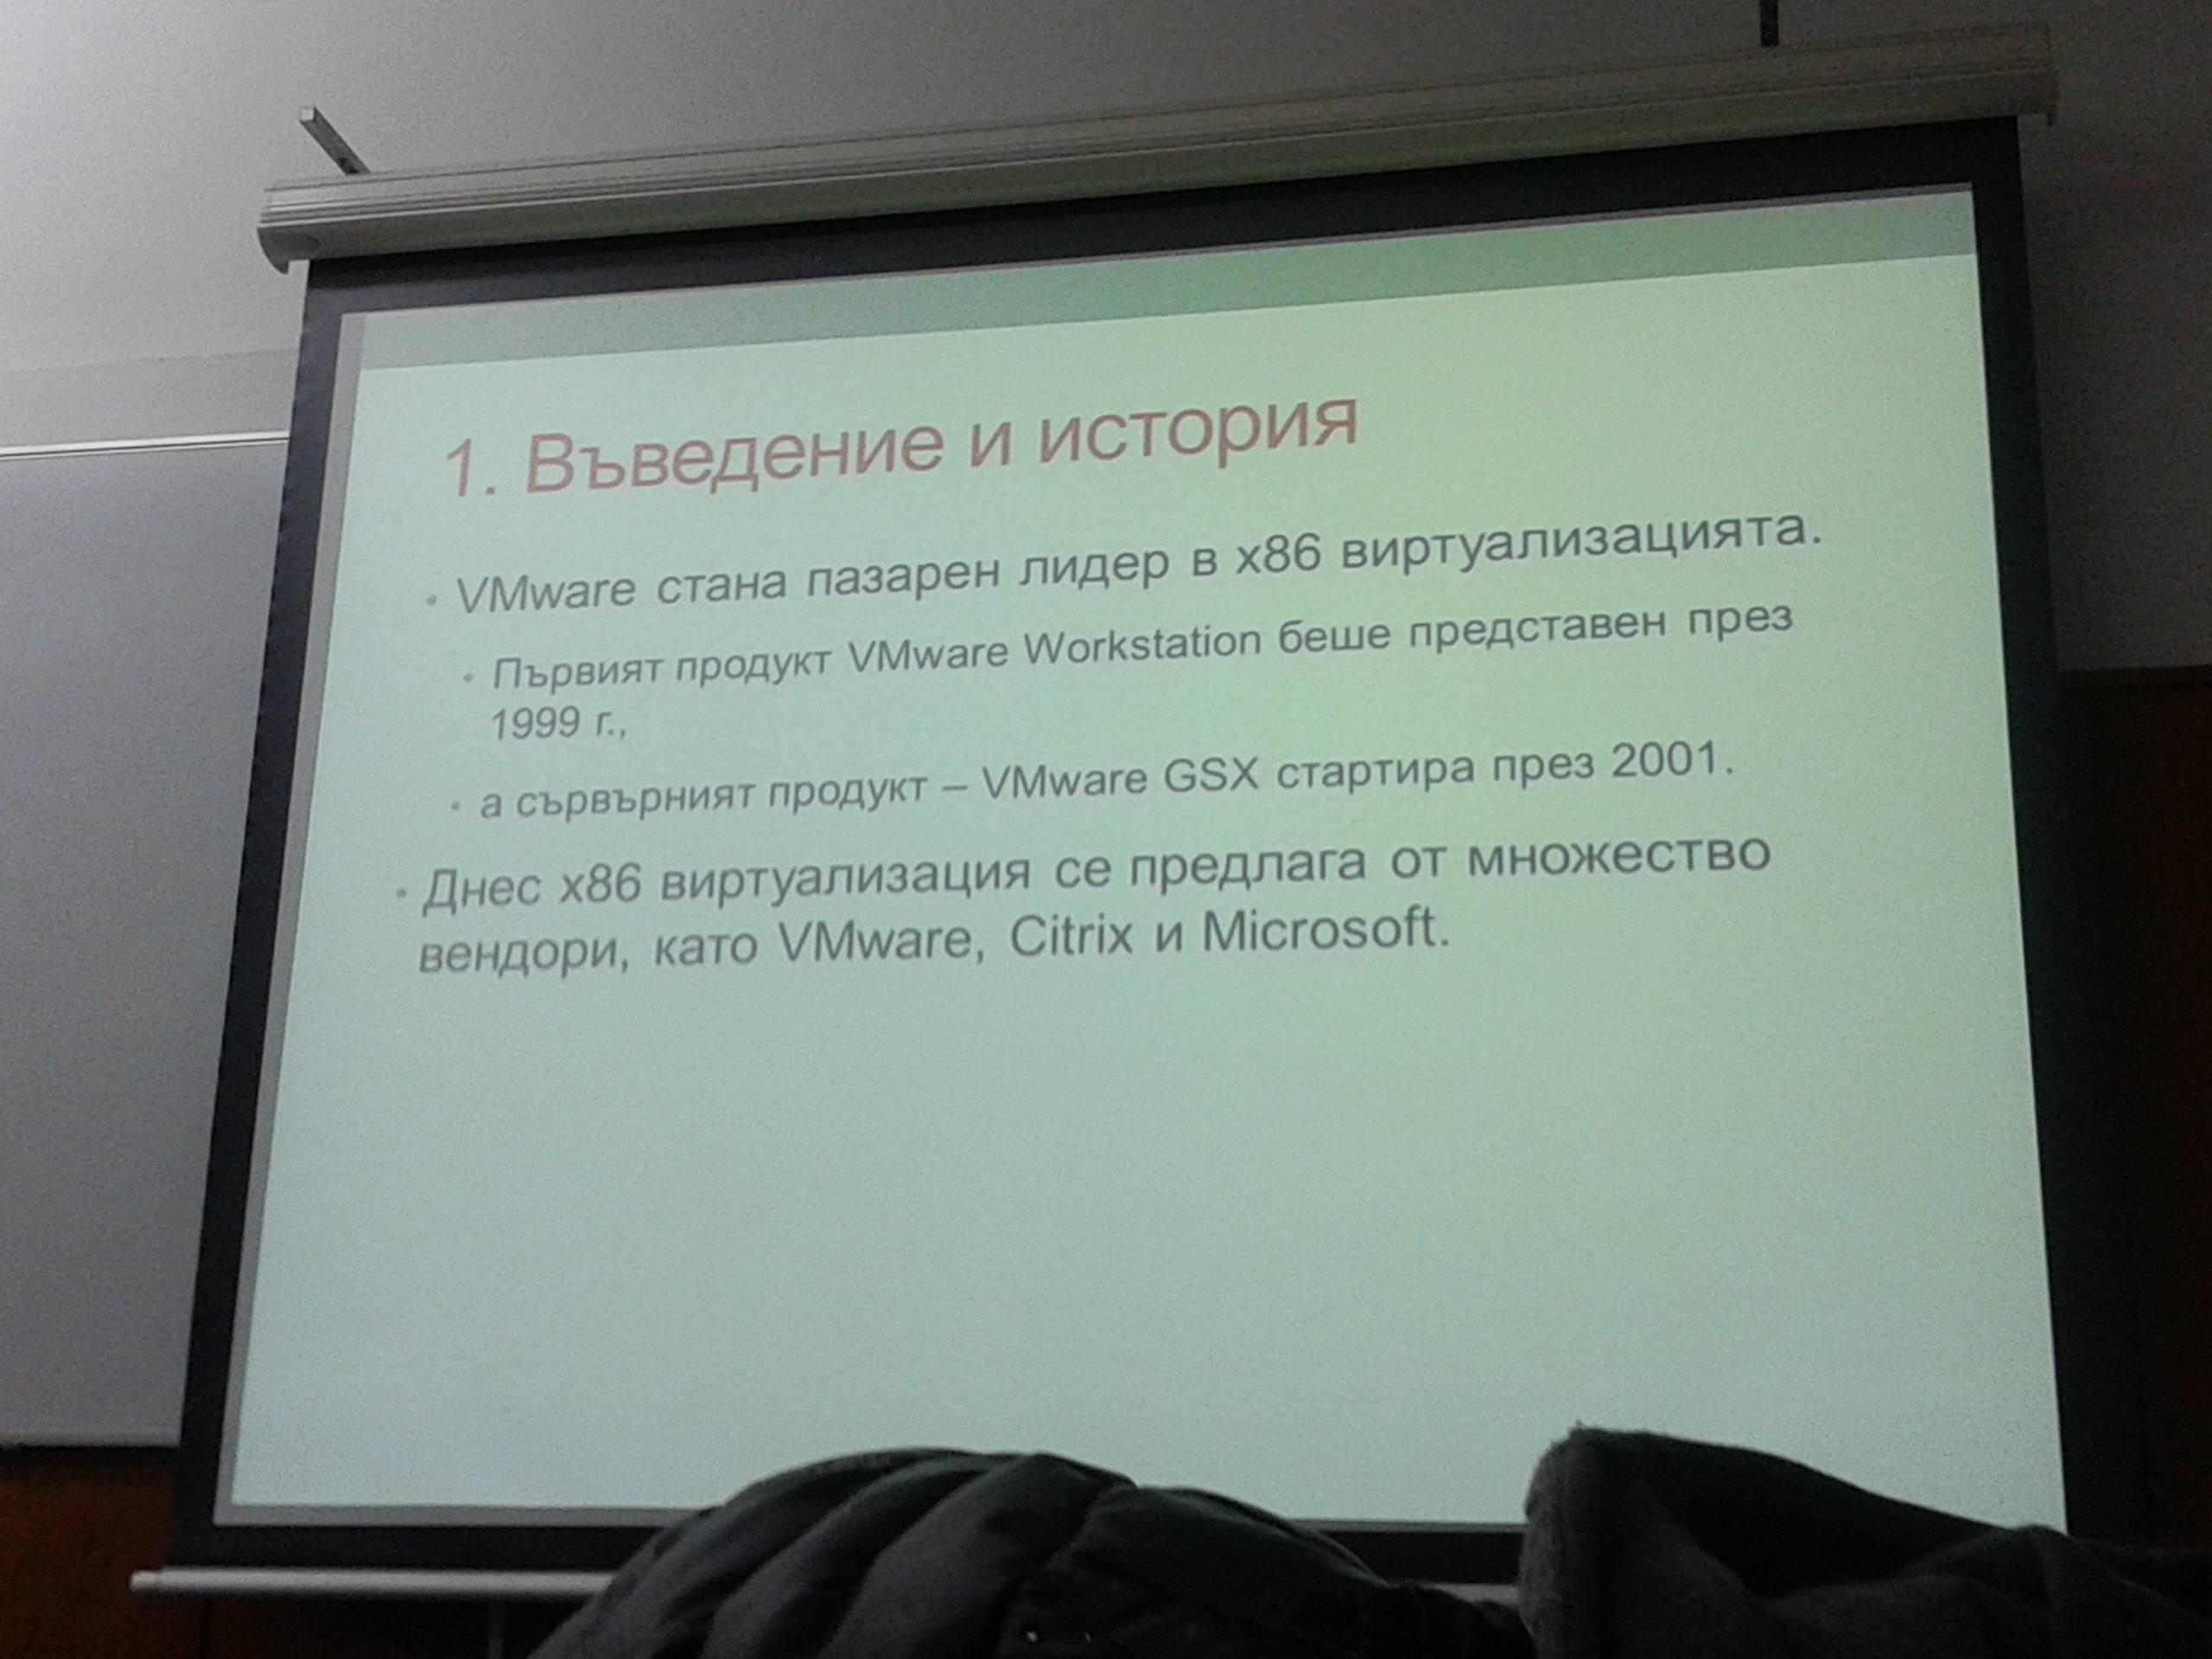 1. Въведение и история
• VMware стана пазарен лидер в x86 виртуализацията.
• Първият продукт VMware Workstation беше представен през
1999 г.,
• а сървърният продукт – VMware GSX стартира през 2001.
• Днес x86 виртуализация се предлага от множество
вендори, като VMware, Citrix и Microsoft.